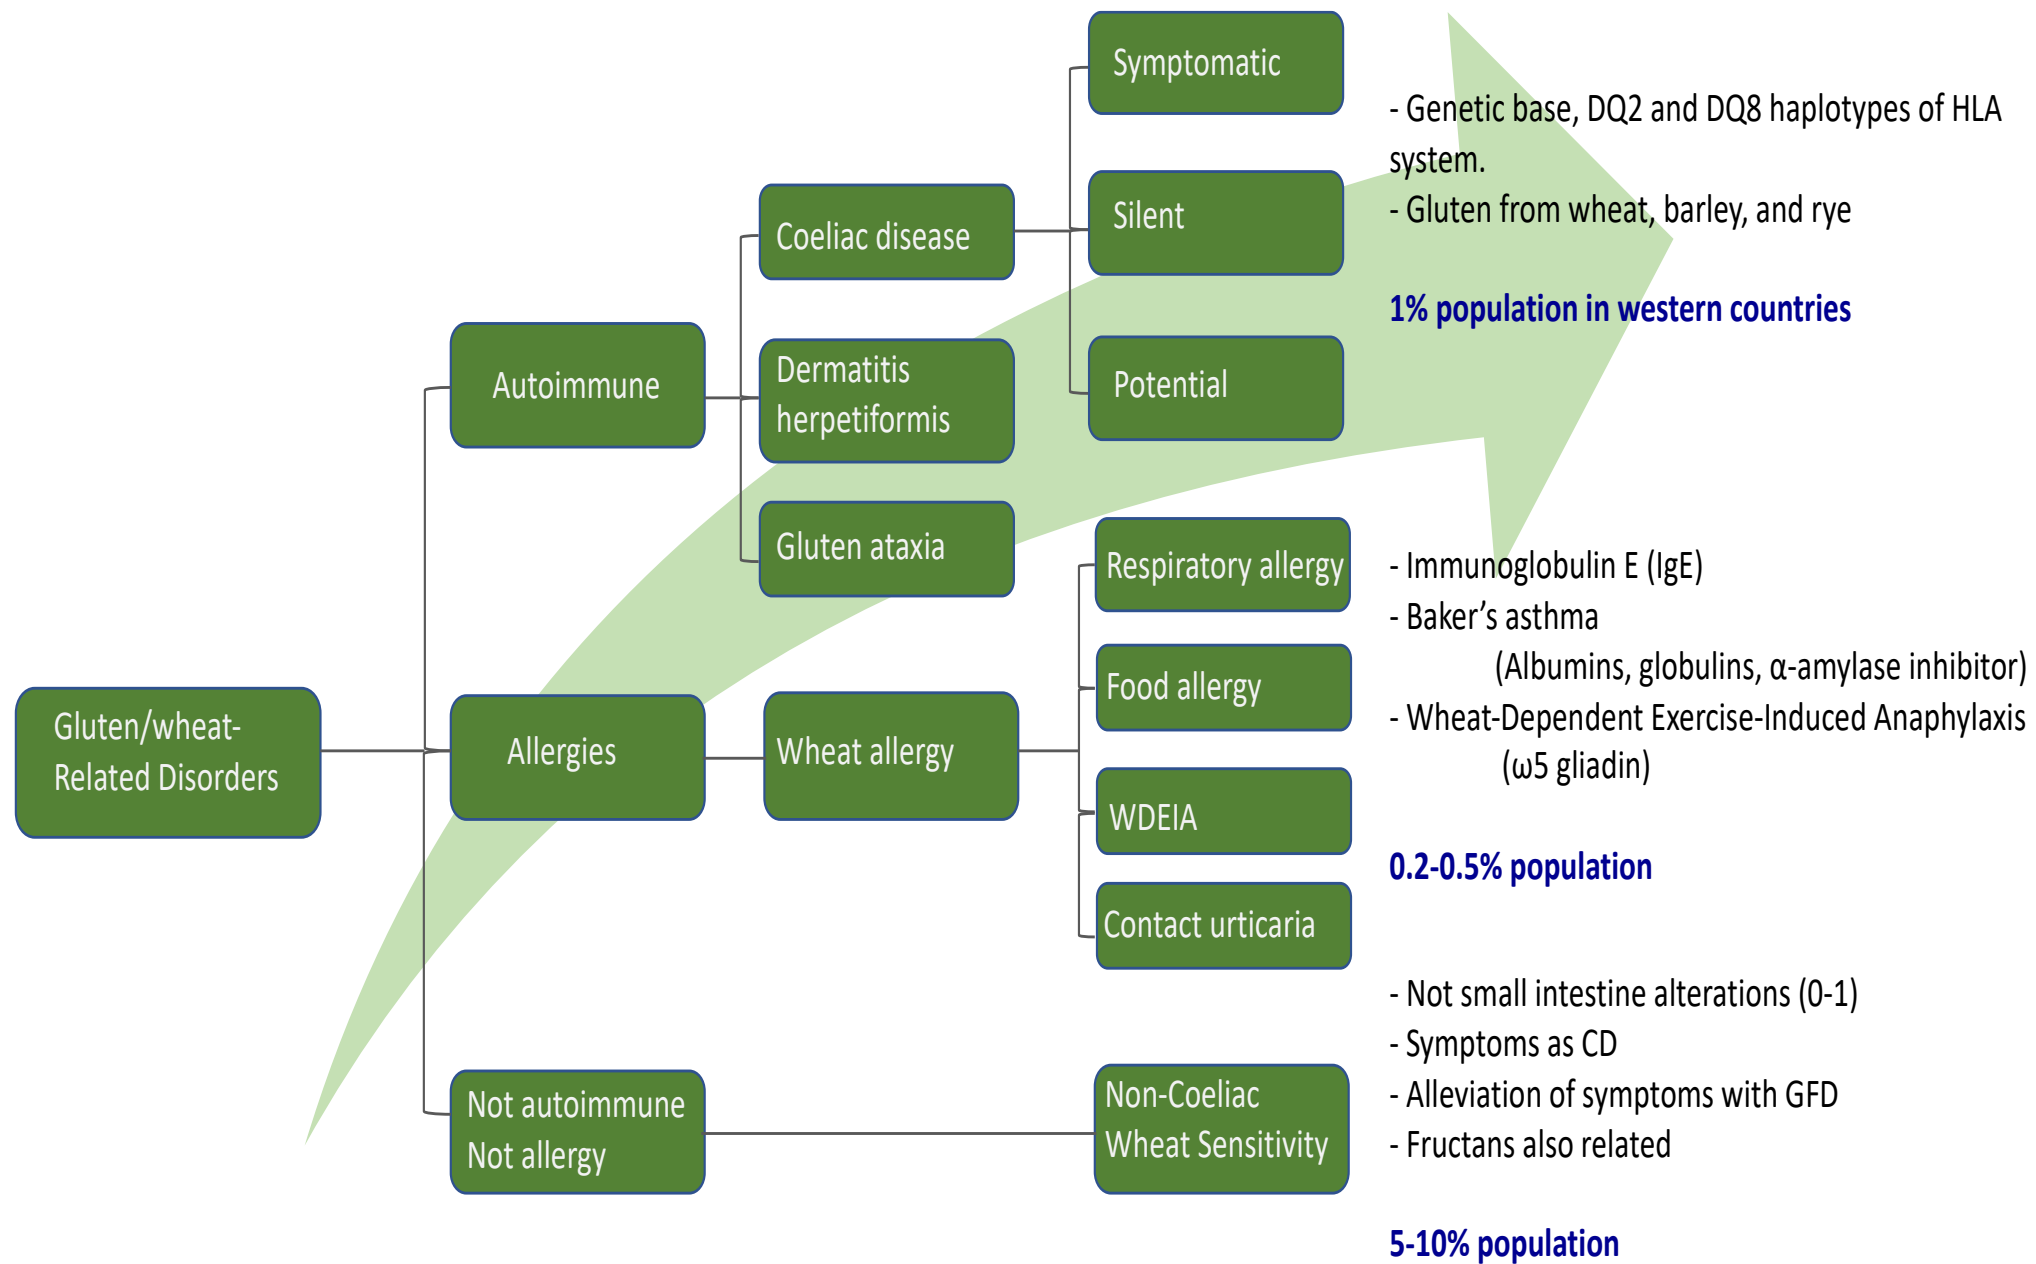 Gluten/wheat-
Related Disorders
Autoimmune
Coeliac disease
Symptomatic
Silent
Potential
Dermatitis
herpetiformis
Gluten ataxia
- Genetic base, DQ2 and DQ8 haplotypes of HLA
system.
- Gluten from wheat, barley, and rye
1% population in western countries
Allergies
Wheat allergy
Respiratory allergy
Food allergy
WDEIA
Contact urticaria
- Immunoglobulin E (IgE)
- Baker’s asthma
(Albumins, globulins, α-amylase inhibitor)
- Wheat-Dependent Exercise-Induced Anaphylaxis
(ω5 gliadin)
0.2-0.5% population
Not autoimmune
Not allergy
Non-Coeliac
Wheat Sensitivity
- Not small intestine alterations (0-1)
- Symptoms as CD
- Alleviation of symptoms with GFD
- Fructans also related
5-10% population